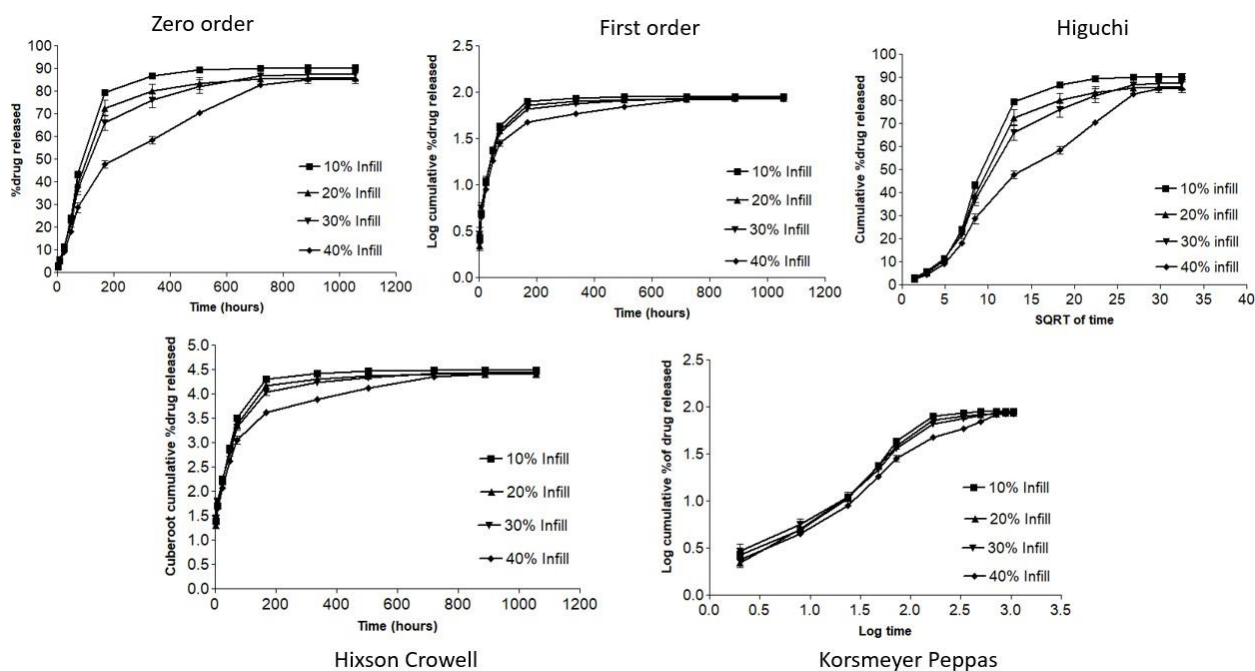 Zero order
100
90
80
70
60
50
40
30
20
10
0
%drug released
0 200 400 600 800 1000 1200
Time (hours)
10% Infill
20% Infill
30% Infill
40% Infill
First order
2.5
2.0
1.5
1.0
0.5
0.0
Log cumulative %drug released
0 200 400 600 800 1000 1200
Time (hours)
10% Infill
20% Infill
30% Infill
40% Infill
Higuchi
100
90
80
70
60
50
40
30
20
10
0
Cumulative %drug released
0 5 10 15 20 25 30 35 40
SQRT of time
10% infill
20% infill
30% infill
40% infill
5.0
4.5
4.0
3.5
3.0
2.5
2.0
1.5
1.0
0.5
0.0
Cuberoot cumulative %drug released
0 200 400 600 800 1000 1200
Time (hours)
10% Infill
20% Infill
30% Infill
40% Infill
Hixson Crowell
2.5
2.0
1.5
1.0
0.5
0.0
Log cumulative %of drug released
0.0 0.5 1.0 1.5 2.0 2.5 3.0 3.5
Log time
10% Infill
20% Infill
30% Infill
40% Infill
Korsmeyer Peppas